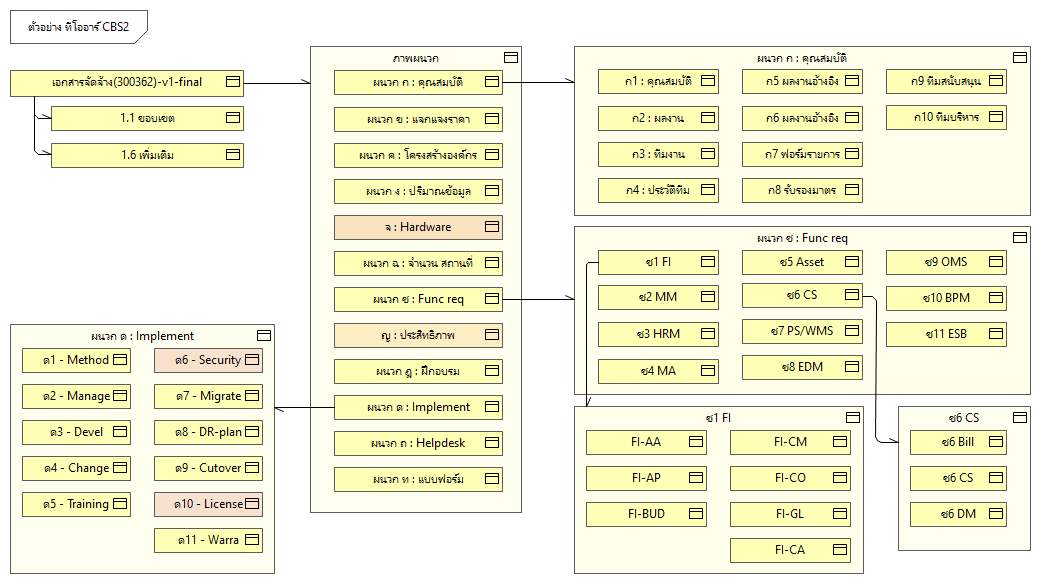 ตัวอย่าง ทีโออาร์ CBS2
เอกสารจัดจ้าง(300362)-v1-final
1.1 ขอบเขต
1.6 เพิ่มเติม
ภาพผนวก
ผนวก ก : คุณสมบัติ
ผนวก ข : แจกแจงราคา
ผนวก ค : โครงสร้างองค์กร
ผนวก ง : ปริมาณข้อมูล
จ : Hardware
ผนวก ฉ : จำนวน สถานที่
ผนวก ช : Func req
ญ : ประสิทธิภาพ
ผนวก ฎ : ฝึกอบรม
ผนวก ด : Implement
ผนวก ถ : Helpdesk
ผนวก ท : แบบฟอร์ม
ผนวก ก : คุณสมบัติ
ก1 : คุณสมบัติ
ก2 : ผลงาน
ก3 : ทีมงาน
ก4 : ประวัติทีม
ก5 ผลงานอ้างอิง
ก6 ผลงานอ้างอิง
ก7 ฟอร์มรายการ
ก8 รับรองมาตร
ก9 ทีมสนับสนุน
ก10 ทีมบริหาร
ผนวก ช : Func req
ช1 FI
ช2 MM
ช3 HRM
ช4 MA
ช5 Asset
ช6 CS
ช7 PS/WMS
ช8 EDM
ช9 OMS
ช10 BPM
ช11 ESB
ผนวก ด : Implement
ด1 - Method
ด2 - Manage
ด3 - Devel
ด4 - Change
ด5 - Training
ด6 - Security
ด7 - Migrate
ด8 - DR-plan
ด9 - Cutover
ด10 - License
ด11 - Warra
ช1 FI
FI-AA
FI-AP
FI-BUD
FI-CM
FI-CO
FI-GL
FI-CA
ช6 CS
ช6 Bill
ช6 CS
ช6 DM